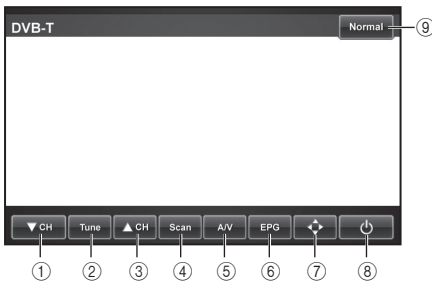 DVB-T Normal ⑨
▼CH Tune ▲CH Scan A/V EPG
① ② ③ ④ ⑤ ⑥ ⑦ ⑧